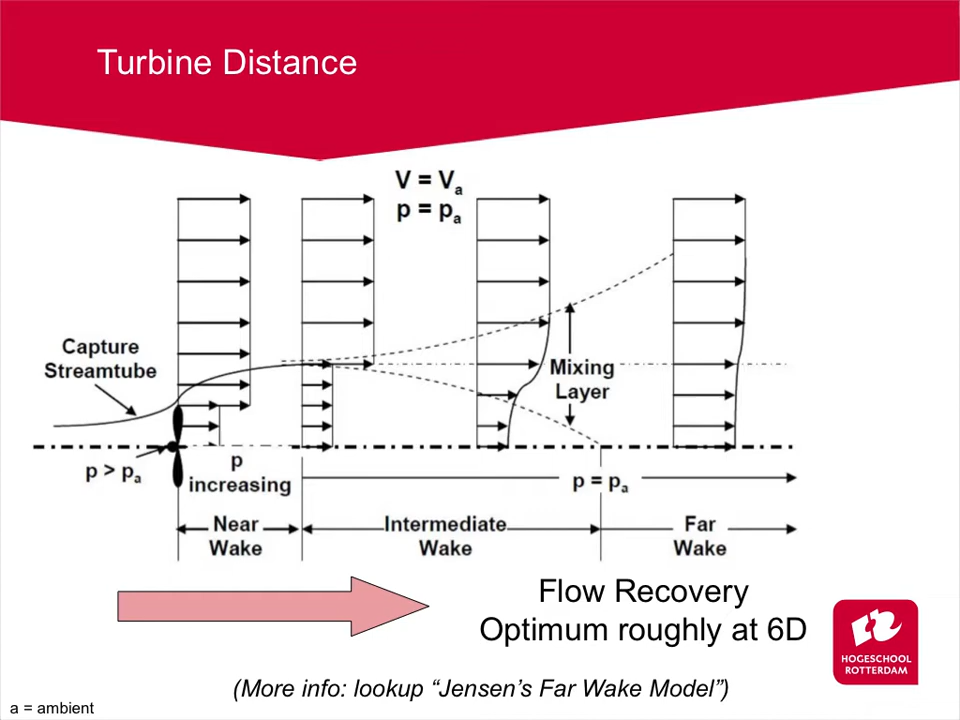 Turbine Distance
V = Va
p = pa
Capture
Streamtube
Mixing
Layer
p > pa
p
increasing
p = pa
Near
Wake
Intermediate
Wake
Far
Wake
Flow Recovery
Optimum roughly at 6D
HOGESCHOOL
ROTTERDAM
(More info: lookup “Jensen’s Far Wake Model”)
a = ambient